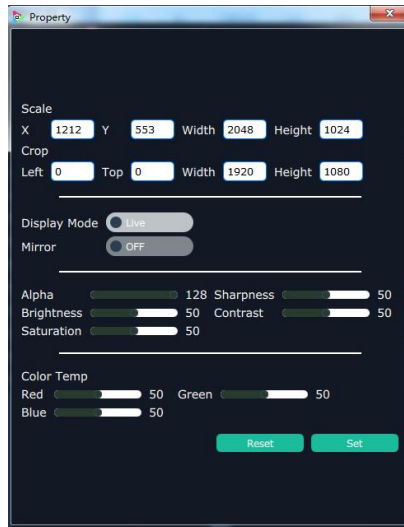 Property
Scale
X 1212 Y 553 Width 2048 Height 1024
Crop
Left 0 Top 0 Width 1920 Height 1080
Display Mode Live
Mirror OFF
Alpha 128 Sharpness 50
Brightness 50 Contrast 50
Saturation 50
Color Temp
Red 50 Green 50
Blue 50
Reset Set